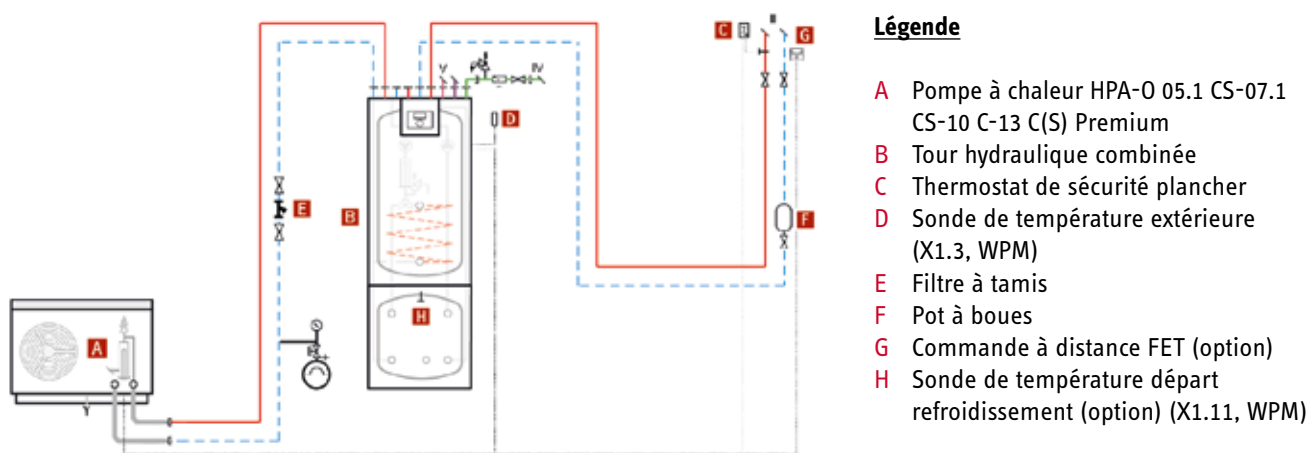 C
II
G
V
IV
D
E
B
F
A
H
Légende
A Pompe à chaleur HPA-O 05.1 CS-07.1
CS-10 C-13 C(S) Premium
B Tour hydraulique combinée
C Thermostat de sécurité plancher
D Sonde de température extérieure
(X1.3, WPM)
E Filtre à tamis
F Pot à boues
G Commande à distance FET (option)
H Sonde de température départ
refroidissement (option) (X1.11, WPM)